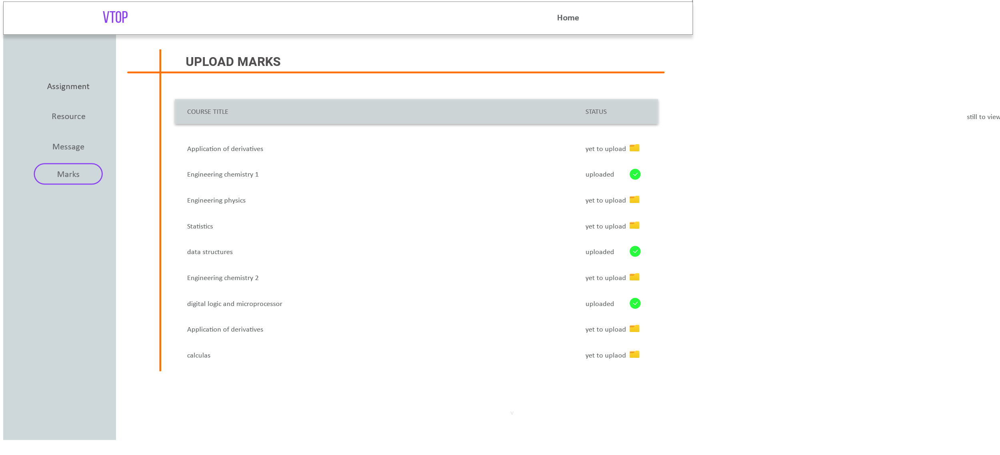 VTOP
Home
UPLOAD MARKS
Assignment
Resource
Message
Marks
COURSE TITLE STATUS
still to view
Application of derivatives yet to upload
Engineering chemistry 1 uploaded
Engineering physics yet to upload
Statistics yet to upload
data structures uploaded
Engineering chemistry 2 yet to upload
digital logic and microprocessor uploaded
Application of derivatives yet to upload
calculas yet to uplaod
v